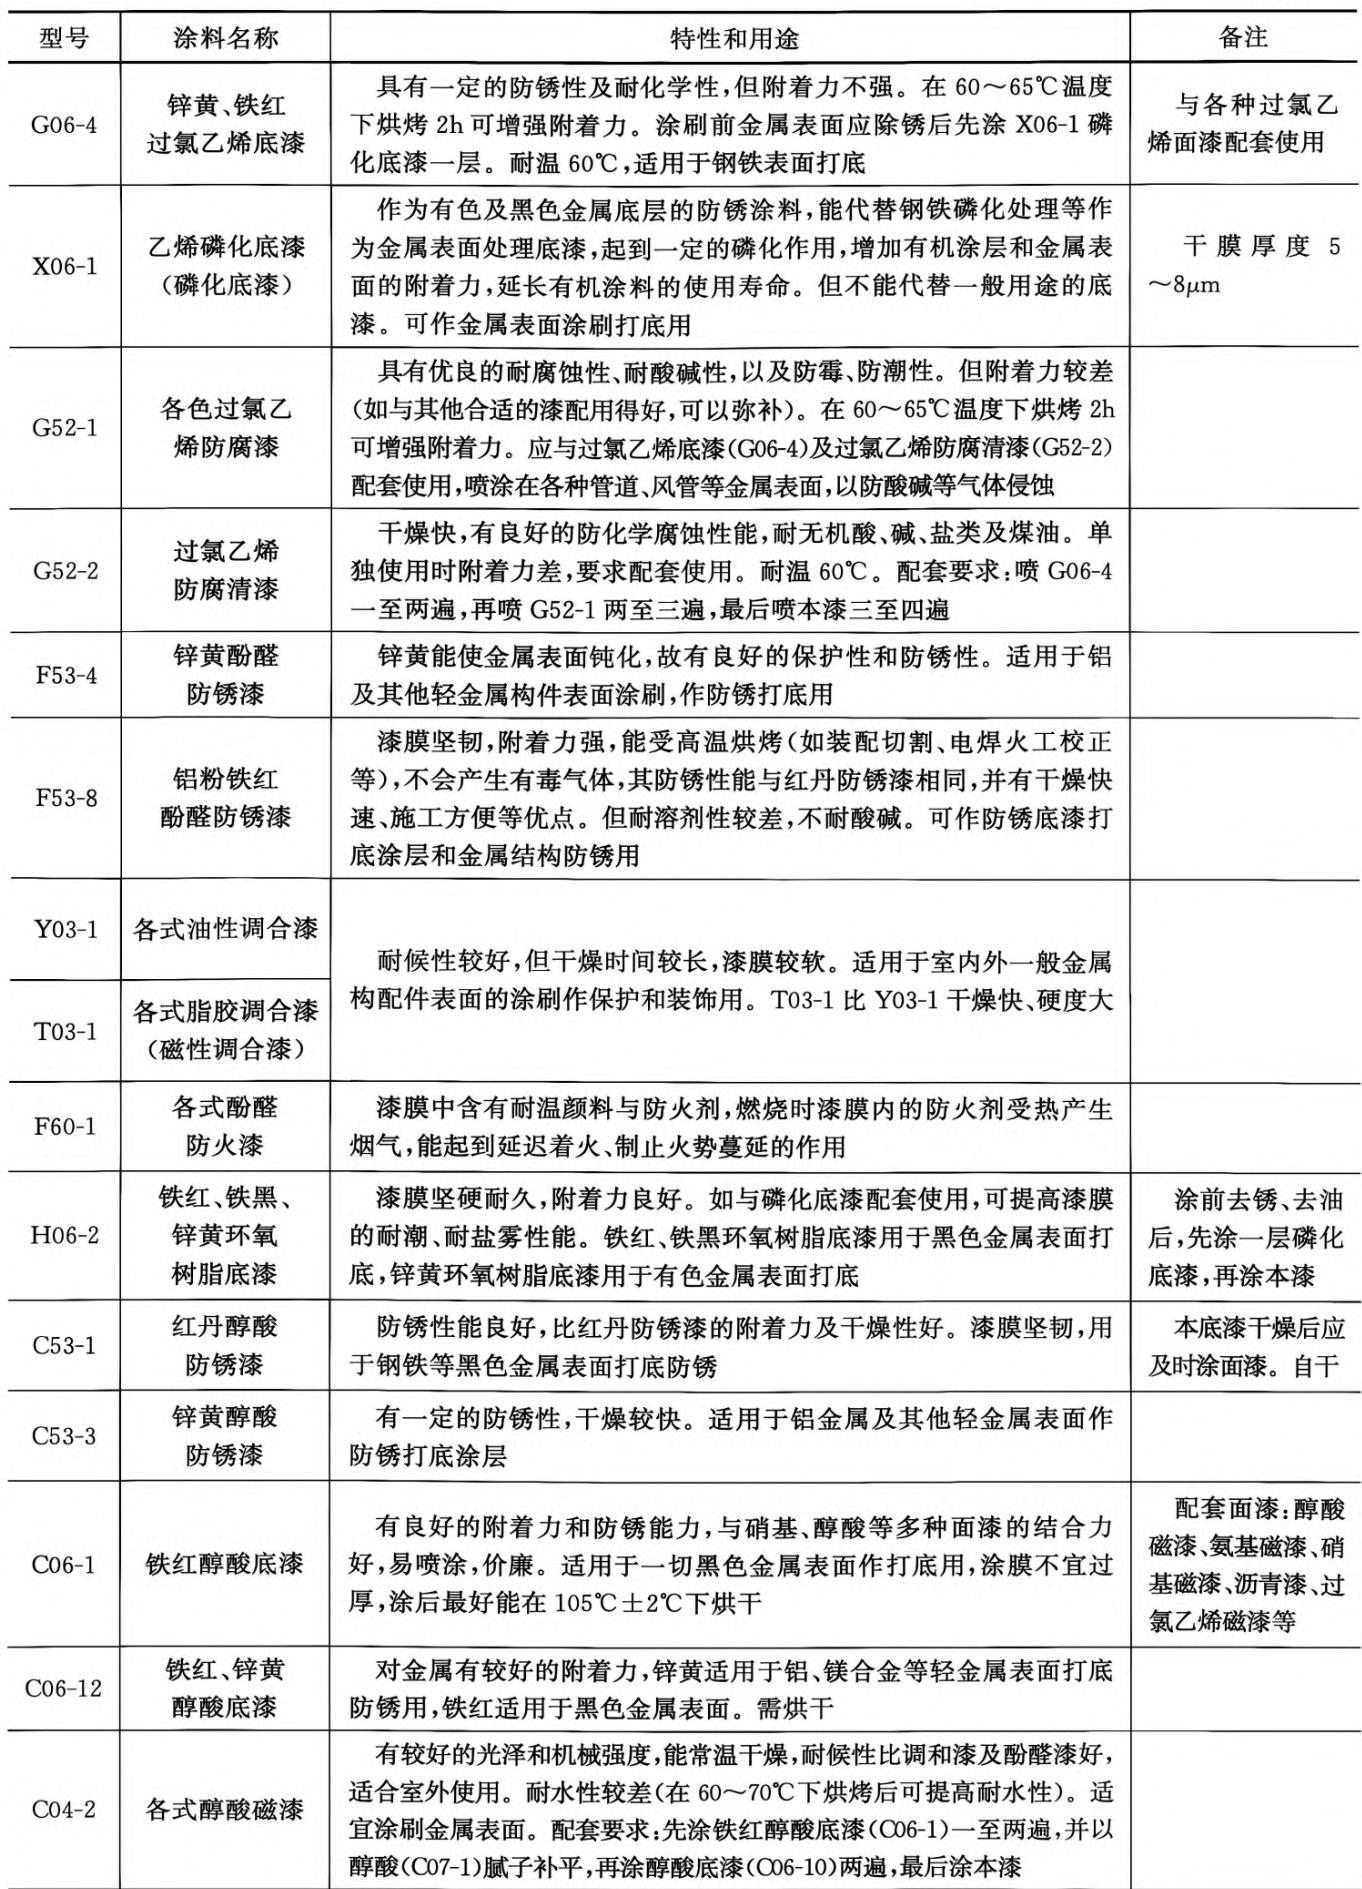 型号 涂料名称 特性和用途 备注
G06-4
锌黄、铁红
过氯乙烯底漆
具有一定的防锈性及耐化学性,但附着力不强。在 60～65℃温度
下烘烤 2h 可增强附着力。涂刷前金属表面应除锈后先涂 X06-1 磷
化底漆一层。耐温 60℃,适用于钢铁表面打底
与各种过氯乙
烯面漆配套使用
X06-1
乙烯磷化底漆
(磷化底漆)
作为有色及黑色金属底层的防锈涂料,能代替钢铁磷化处理等作
为金属表面处理底漆,起到一定的磷化作用,增加有机涂层和金属表
面的附着力,延长有机涂料的使用寿命。但不能代替一般用途的底
漆。可作金属表面涂刷打底用
干膜厚度 5
～8μm
G52-1
各色过氯乙
烯防腐漆
具有优良的耐腐蚀性、耐酸碱性,以及防霉、防潮性。但附着力较差
(如与其他合适的漆配用得好,可以弥补)。在 60～65℃温度下烘烤 2h
可增强附着力。应与过氯乙烯底漆(G06-4)及过氯乙烯防腐清漆(G52-2)
配套使用,喷涂在各种管道、风管等金属表面,以防酸碱等气体侵蚀
G52-2
过氯乙烯
防腐清漆
干燥快,有良好的防化学腐蚀性能,耐无机酸、碱、盐类及煤油。单
独使用时附着力差,要求配套使用。耐温 60℃。配套要求:喷 G06-4
一至两遍,再喷 G52-1 两至三遍,最后喷本漆三至四遍
F53-4
锌黄酚醛
防锈漆
锌黄能使金属表面钝化,故有良好的保护性和防锈性。适用于铝
及其他轻金属构件表面涂刷,作防锈打底用
F53-8
铝粉铁红
酚醛防锈漆
漆膜坚韧,附着力强,能受高温烘烤(如装配切割、电焊火工校正
等),不会产生有毒气体,其防锈性能与红丹防锈漆相同,并有干燥快
速、施工方便等优点。但耐溶剂性较差,不耐酸碱。可作防锈底漆打
底涂层和金属结构防锈用
Y03-1
各式油性调合漆
耐候性较好,但干燥时间较长,漆膜较软。适用于室内外一般金属
构配件表面的涂刷作保护和装饰用。T03-1 比 Y03-1 干燥快、硬度大
T03-1
各式脂胶调合漆
(磁性调合漆)
F60-1
各式酚醛
防火漆
漆膜中含有耐温颜料与防火剂,燃烧时漆膜内的防火剂受热产生
烟气,能起到延迟着火、制止火势蔓延的作用
H06-2
铁红、铁黑、
锌黄环氧
树脂底漆
漆膜坚硬耐久,附着力良好。如与磷化底漆配套使用,可提高漆膜
的耐潮、耐盐雾性能。铁红、铁黑环氧树脂底漆用于黑色金属表面打
底,锌黄环氧树脂底漆用于有色金属表面打底
涂前去锈、去油
后,先涂一层磷化
底漆,再涂本漆
C53-1
红丹醇酸
防锈漆
防锈性能良好,比红丹防锈漆的附着力及干燥性好。漆膜坚韧,用
于钢铁等黑色金属表面打底防锈
本底漆干燥后应
及时涂面漆。自干
C53-3
锌黄醇酸
防锈漆
有一定的防锈性,干燥较快。适用于铝金属及其他轻金属表面作
防锈打底涂层
C06-1
铁红醇酸底漆
有良好的附着力和防锈能力,与硝基、醇酸等多种面漆的结合力
好,易喷涂,价廉。适用于一切黑色金属表面作打底用,涂膜不宜过
厚,涂后最好能在 105℃±2℃下烘干
配套面漆:醇酸
磁漆、氨基磁漆、硝
基磁漆、沥青漆、过
氯乙烯磁漆等
C06-12
铁红、锌黄
醇酸底漆
对金属有较好的附着力,锌黄适用于铝、镁合金等轻金属表面打底
防锈用,铁红适用于黑色金属表面。需烘干
C04-2
各式醇酸磁漆
有较好的光泽和机械强度,能常温干燥,耐候性比调和漆及酚醛漆好,
适合室外使用。耐水性较差(在 60～70℃下烘烤后可提高耐水性)。适
宜涂刷金属表面。配套要求:先涂铁红醇酸底漆(C06-1)一至两遍,并以
醇酸(C07-1)腻子补平,再涂醇酸底漆(C06-10)两遍,最后涂本漆